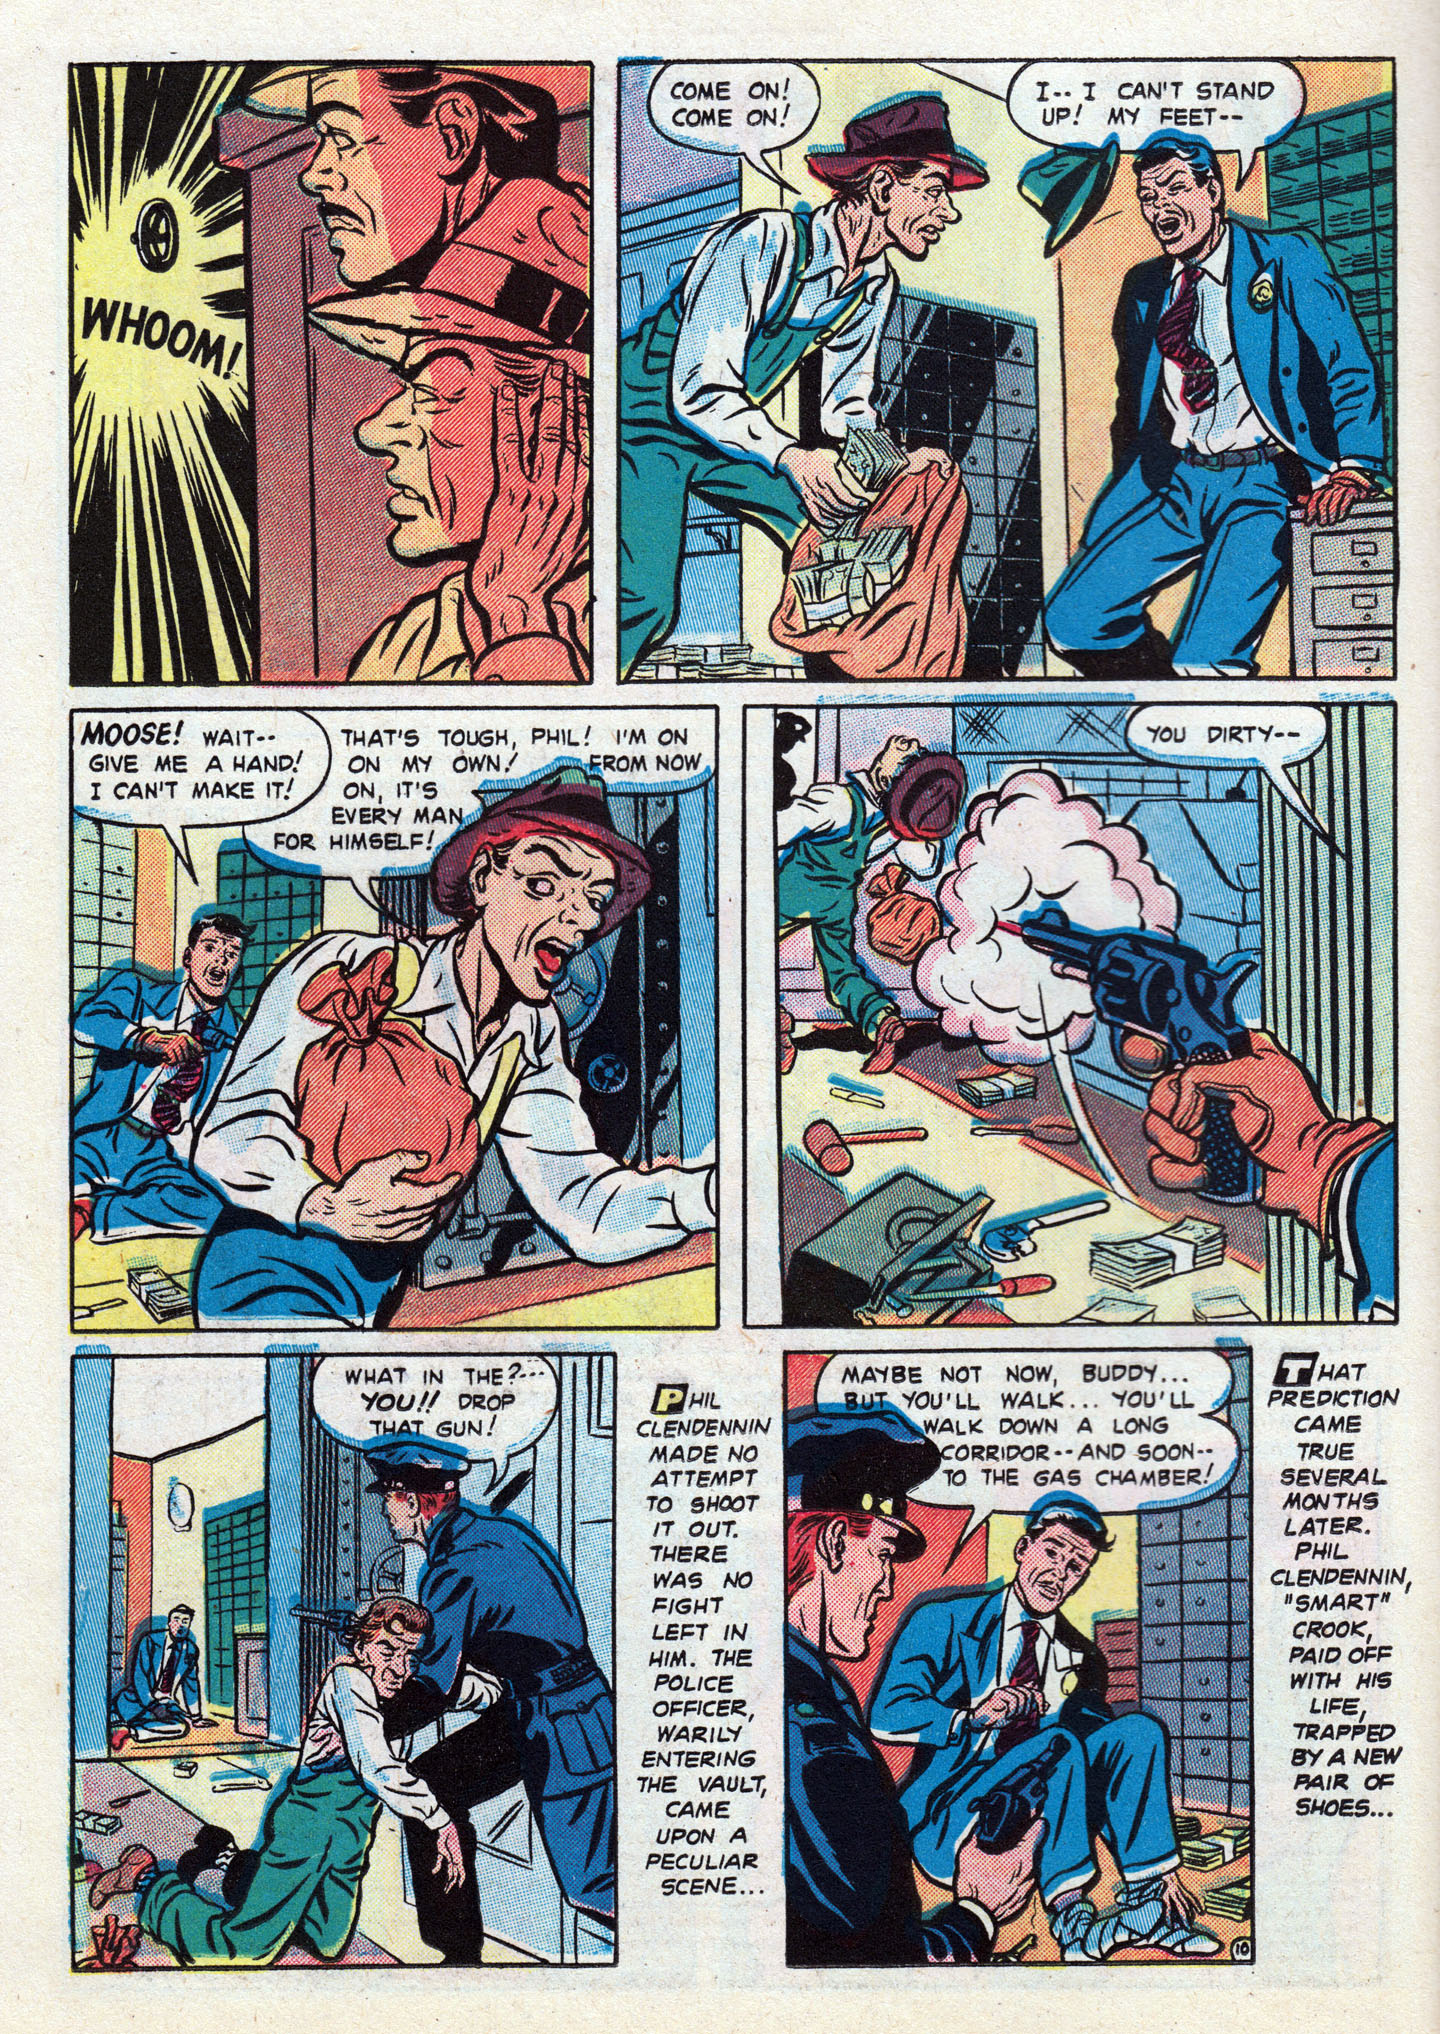 WHOOM!
COME ON!
COME ON!
I-- I CAN'T STAND
UP! MY FEET--
MOOSE! WAIT--
GIVE ME A HAND!
I CAN'T MAKE IT!
THAT'S TOUGH, PHIL! I'M ON
ON MY OWN! FROM NOW
ON, IT'S
EVERY MAN
FOR HIMSELF!
YOU DIRTY--
WHAT IN THE?---
YOU!! DROP
THAT GUN!
PHIL
CLENDENNIN
MADE NO
ATTEMPT
TO SHOOT
IT OUT.
THERE
WAS NO
FIGHT
LEFT IN
HIM. THE
POLICE
OFFICER,
WARILY
ENTERING
THE VAULT,
CAME
UPON A
PECULIAR
SCENE...
MAYBE NOT NOW, BUDDY...
BUT YOU'LL WALK... YOU'LL
WALK DOWN A LONG
CORRIDOR--AND SOON--
TO THE GAS CHAMBER!
THAT
PREDICTION
CAME
TRUE
SEVERAL
MONTHS
LATER.
PHIL
CLENDENNIN,
"SMART"
CROOK,
PAID OFF
WITH HIS
LIFE,
TRAPPED
BY A NEW
PAIR OF
SHOES...
10